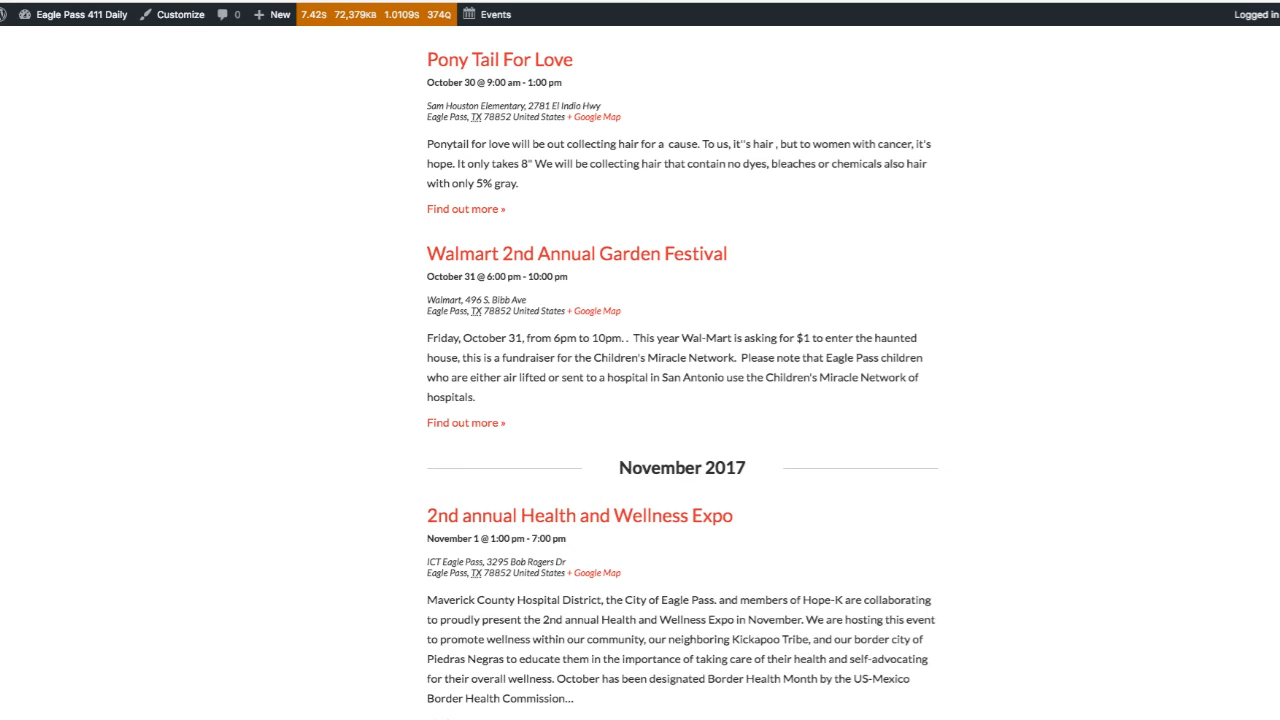 Eagle Pass 411 Daily Customize 0 New 7.42S 72,379KB 1.0109S 374Q Events Logged in
Pony Tail For Love
October 30 @ 9:00 am - 1:00 pm
Sam Houston Elementary, 2781 El Indio Hwy
Eagle Pass, TX 78852 United States + Google Map
Ponytail for love will be out collecting hair for a cause. To us, it''s hair , but to women with cancer, it's
hope. It only takes 8" We will be collecting hair that contain no dyes, bleaches or chemicals also hair
with only 5% gray.
Find out more »
Walmart 2nd Annual Garden Festival
October 31 @ 6:00 pm - 10:00 pm
Walmart, 496 S. Bibb Ave
Eagle Pass, TX 78852 United States + Google Map
Friday, October 31, from 6pm to 10pm. . This year Wal-Mart is asking for $1 to enter the haunted
house, this is a fundraiser for the Children's Miracle Network. Please note that Eagle Pass children
who are either air lifted or sent to a hospital in San Antonio use the Children's Miracle Network of
hospitals.
Find out more »
November 2017
2nd annual Health and Wellness Expo
November 1 @ 1:00 pm - 7:00 pm
ICT Eagle Pass, 3295 Bob Rogers Dr
Eagle Pass, TX 78852 United States + Google Map
Maverick County Hospital District, the City of Eagle Pass. and members of Hope-K are collaborating
to proudly present the 2nd annual Health and Wellness Expo in November. We are hosting this event
to promote wellness within our community, our neighboring Kickapoo Tribe, and our border city of
Piedras Negras to educate them in the importance of taking care of their health and self-advocating
for their overall wellness. October has been designated Border Health Month by the US-Mexico
Border Health Commission...